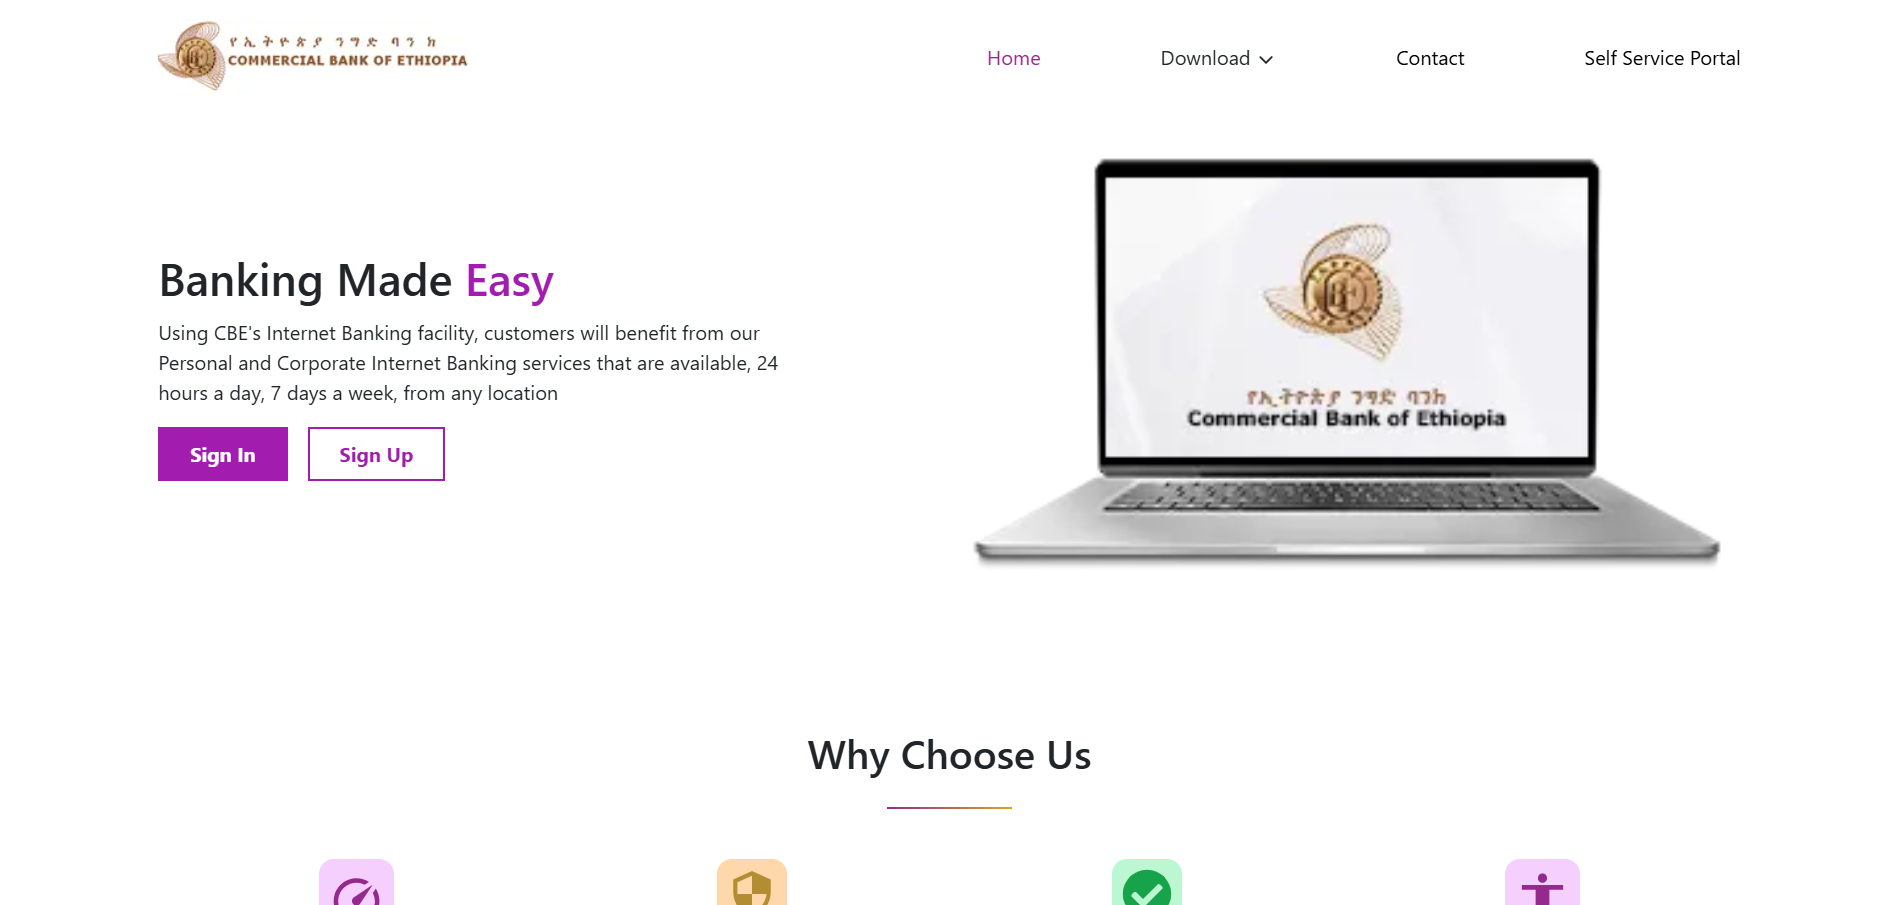 የኢትዮጵያ ንግድ ባንክ
COMMERCIAL BANK OF ETHIOPIA
Home
Download
Contact
Self Service Portal
Banking Made Easy
Using CBE's Internet Banking facility, customers will benefit from our
Personal and Corporate Internet Banking services that are available, 24
hours a day, 7 days a week, from any location
Sign In
Sign Up
CBE
የኢትዮጵያ ንግድ ባንክ
Commercial Bank of Ethiopia
Why Choose Us